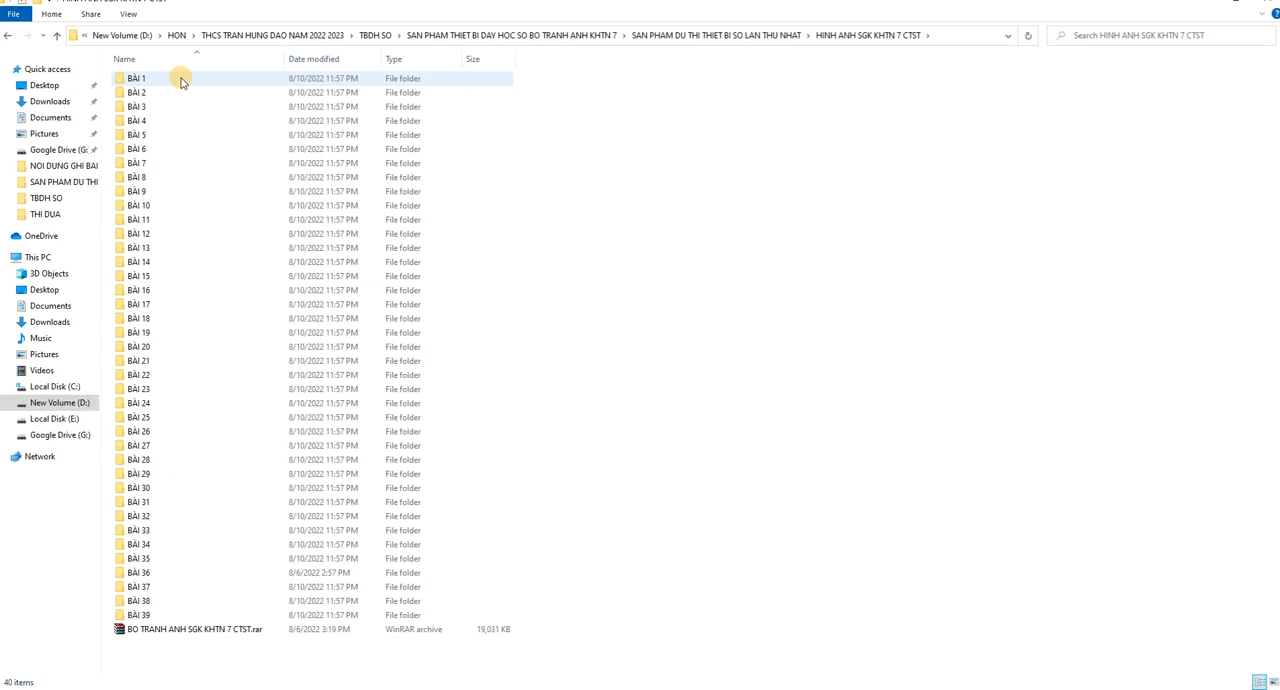 File Home Share View
« New Volume (D:) › HON › THCS TRAN HUNG DAO NAM 2022 2023 › TBDH SO › SAN PHAM THIET BI DAY HOC SO BO TRANH ANH KHTN 7 › SAN PHAM DU THI THIET BI SO LAN THU NHAT › HINH ANH SGK KHTN 7 CTST › Search HINH ANH SGK KHTN 7 CTST
Name Date modified Type Size
Quick access
Desktop
Downloads
Documents
Pictures
Google Drive (G:
NOI DUNG GHI BAI
SAN PHAM DU THI
TBDH SO
THI DUA
OneDrive
This PC
3D Objects
Desktop
Documents
Downloads
Music
Pictures
Videos
Local Disk (C:)
New Volume (D:)
Local Disk (E:)
Google Drive (G:)
Network
BÀI 1 8/10/2022 11:57 PM File folder
BÀI 2 8/10/2022 11:57 PM File folder
BÀI 3 8/10/2022 11:57 PM File folder
BÀI 4 8/10/2022 11:57 PM File folder
BÀI 5 8/10/2022 11:57 PM File folder
BÀI 6 8/10/2022 11:57 PM File folder
BÀI 7 8/10/2022 11:57 PM File folder
BÀI 8 8/10/2022 11:57 PM File folder
BÀI 9 8/10/2022 11:57 PM File folder
BÀI 10 8/10/2022 11:57 PM File folder
BÀI 11 8/10/2022 11:57 PM File folder
BÀI 12 8/10/2022 11:57 PM File folder
BÀI 13 8/10/2022 11:57 PM File folder
BÀI 14 8/10/2022 11:57 PM File folder
BÀI 15 8/10/2022 11:57 PM File folder
BÀI 16 8/10/2022 11:57 PM File folder
BÀI 17 8/10/2022 11:57 PM File folder
BÀI 18 8/10/2022 11:57 PM File folder
BÀI 19 8/10/2022 11:57 PM File folder
BÀI 20 8/10/2022 11:57 PM File folder
BÀI 21 8/10/2022 11:57 PM File folder
BÀI 22 8/10/2022 11:57 PM File folder
BÀI 23 8/10/2022 11:57 PM File folder
BÀI 24 8/10/2022 11:57 PM File folder
BÀI 25 8/10/2022 11:57 PM File folder
BÀI 26 8/10/2022 11:57 PM File folder
BÀI 27 8/10/2022 11:57 PM File folder
BÀI 28 8/10/2022 11:57 PM File folder
BÀI 29 8/10/2022 11:57 PM File folder
BÀI 30 8/10/2022 11:57 PM File folder
BÀI 31 8/10/2022 11:57 PM File folder
BÀI 32 8/10/2022 11:57 PM File folder
BÀI 33 8/10/2022 11:57 PM File folder
BÀI 34 8/10/2022 11:57 PM File folder
BÀI 35 8/10/2022 11:57 PM File folder
BÀI 36 8/6/2022 2:57 PM File folder
BÀI 37 8/10/2022 11:57 PM File folder
BÀI 38 8/10/2022 11:57 PM File folder
BÀI 39 8/10/2022 11:57 PM File folder
BO TRANH ANH SGK KHTN 7 CTST.rar 8/6/2022 3:19 PM WinRAR archive 19,031 KB
40 items